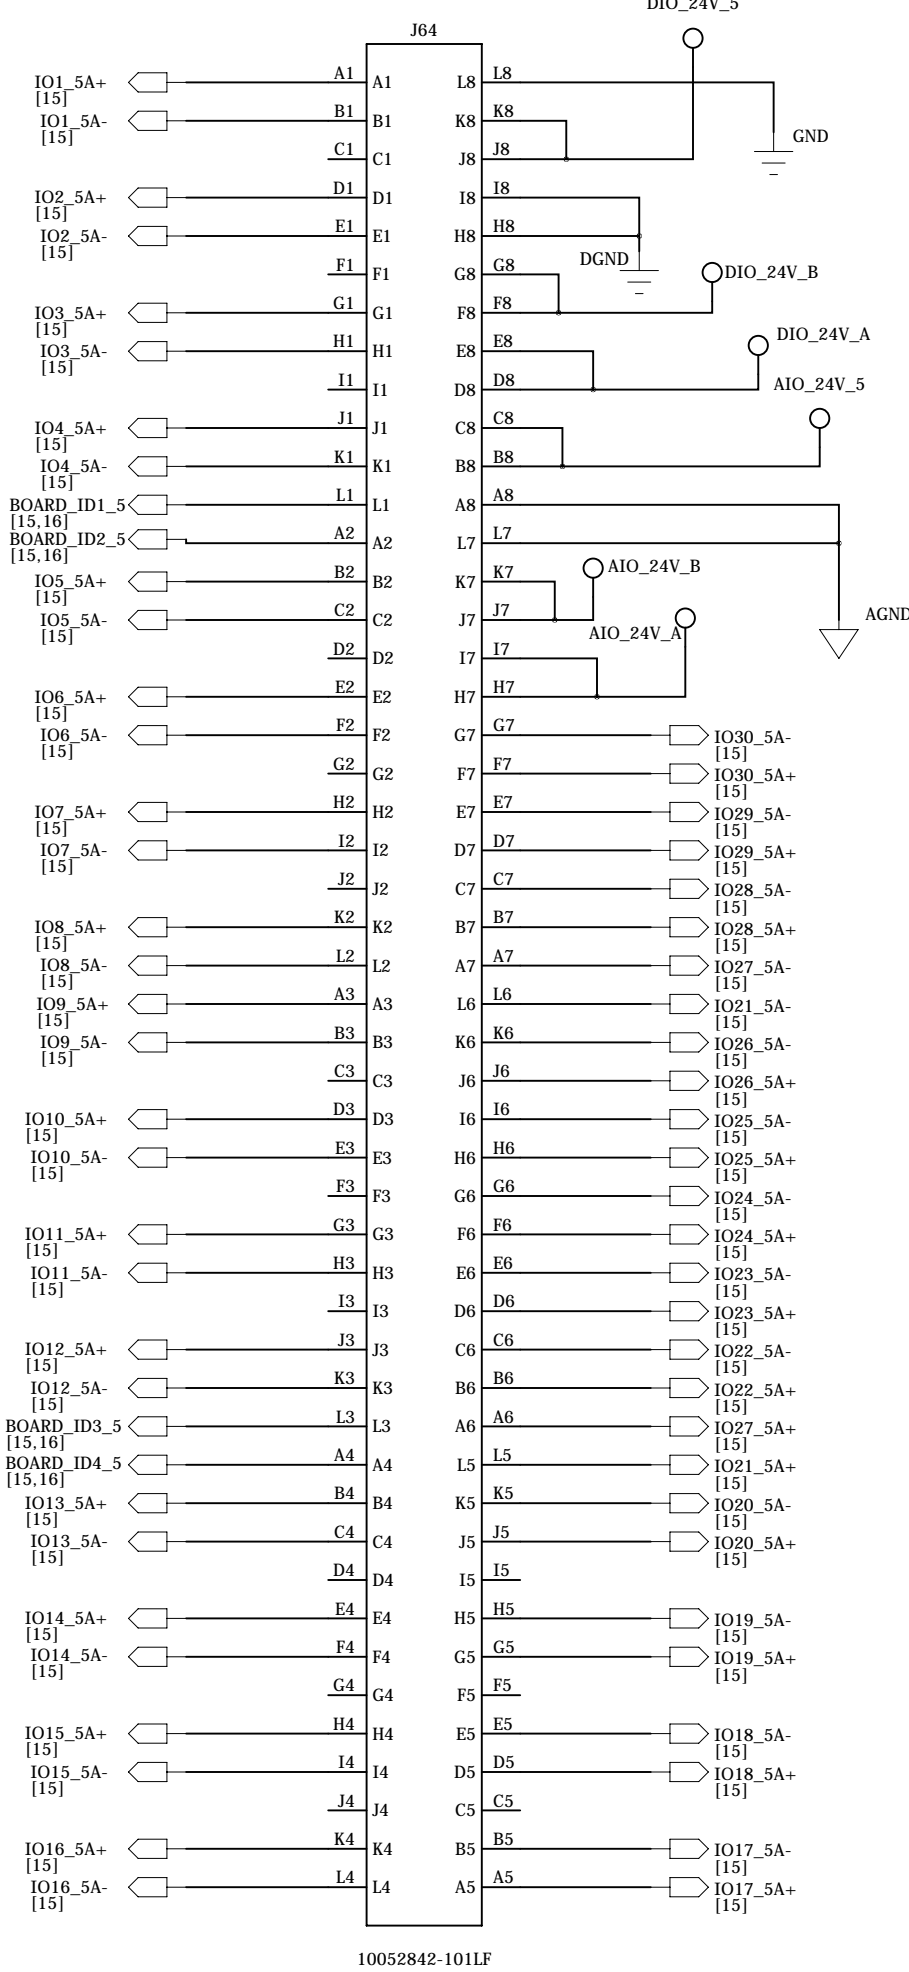 DIO_24V_5
J64
IO1_5A+ A1 A1 L8 L8
[15]
IO1_5A- B1 B1 K8 K8
[15]
GND
C1 C1 J8 J8
IO2_5A+ D1 D1 I8 I8
[15]
IO2_5A- E1 E1 H8 H8
[15]
DGND
F1 F1 G8 G8 DIO_24V_B
IO3_5A+ G1 G1 F8 F8
[15]
DIO_24V_A
IO3_5A- H1 H1 E8 E8
[15]
I1 I1 D8 D8 AIO_24V_5
IO4_5A+ J1 J1 C8 C8
[15]
IO4_5A- K1 K1 B8 B8
[15]
BOARD_ID1_5 L1 L1 A8 A8
[15,16]
BOARD_ID2_5 A2 A2 L7 L7
[15,16]
AIO_24V_B
IO5_5A+ B2 B2 K7 K7
[15]
IO5_5A- C2 C2 J7 J7 AGND
[15]
AIO_24V_A
D2 D2 I7 I7
IO6_5A+ E2 E2 H7 H7
[15]
IO6_5A- F2 F2 G7 G7 IO30_5A-
[15] [15]
G2 G2 F7 F7 IO30_5A+
[15]
IO7_5A+ H2 H2 E7 E7 IO29_5A-
[15] [15]
IO7_5A- I2 I2 D7 D7 IO29_5A+
[15] [15]
J2 J2 C7 C7 IO28_5A-
[15]
IO8_5A+ K2 K2 B7 B7 IO28_5A+
[15] [15]
IO8_5A- L2 L2 A7 A7 IO27_5A-
[15] [15]
IO9_5A+ A3 A3 L6 L6 IO21_5A-
[15] [15]
IO9_5A- B3 B3 K6 K6 IO26_5A-
[15] [15]
C3 C3 J6 J6 IO26_5A+
[15]
IO10_5A+ D3 D3 I6 I6 IO25_5A-
[15] [15]
IO10_5A- E3 E3 H6 H6 IO25_5A+
[15] [15]
F3 F3 G6 G6 IO24_5A-
[15]
IO11_5A+ G3 G3 F6 F6 IO24_5A+
[15] [15]
IO11_5A- H3 H3 E6 E6 IO23_5A-
[15] [15]
I3 I3 D6 D6 IO23_5A+
[15]
IO12_5A+ J3 J3 C6 C6 IO22_5A-
[15] [15]
IO12_5A- K3 K3 B6 B6 IO22_5A+
[15] [15]
BOARD_ID3_5 L3 L3 A6 A6 IO27_5A+
[15,16] [15]
BOARD_ID4_5 A4 A4 L5 L5 IO21_5A+
[15,16] [15]
IO13_5A+ B4 B4 K5 K5 IO20_5A-
[15] [15]
IO13_5A- C4 C4 J5 J5 IO20_5A+
[15] [15]
D4 D4 I5 I5
IO14_5A+ E4 E4 H5 H5 IO19_5A-
[15] [15]
IO14_5A- F4 F4 G5 G5 IO19_5A+
[15] [15]
G4 G4 F5 F5
IO15_5A+ H4 H4 E5 E5 IO18_5A-
[15] [15]
IO15_5A- I4 I4 D5 D5 IO18_5A+
[15] [15]
J4 J4 C5 C5
IO16_5A+ K4 K4 B5 B5 IO17_5A-
[15] [15]
IO16_5A- L4 L4 A5 A5 IO17_5A+
[15] [15]
10052842-101LF